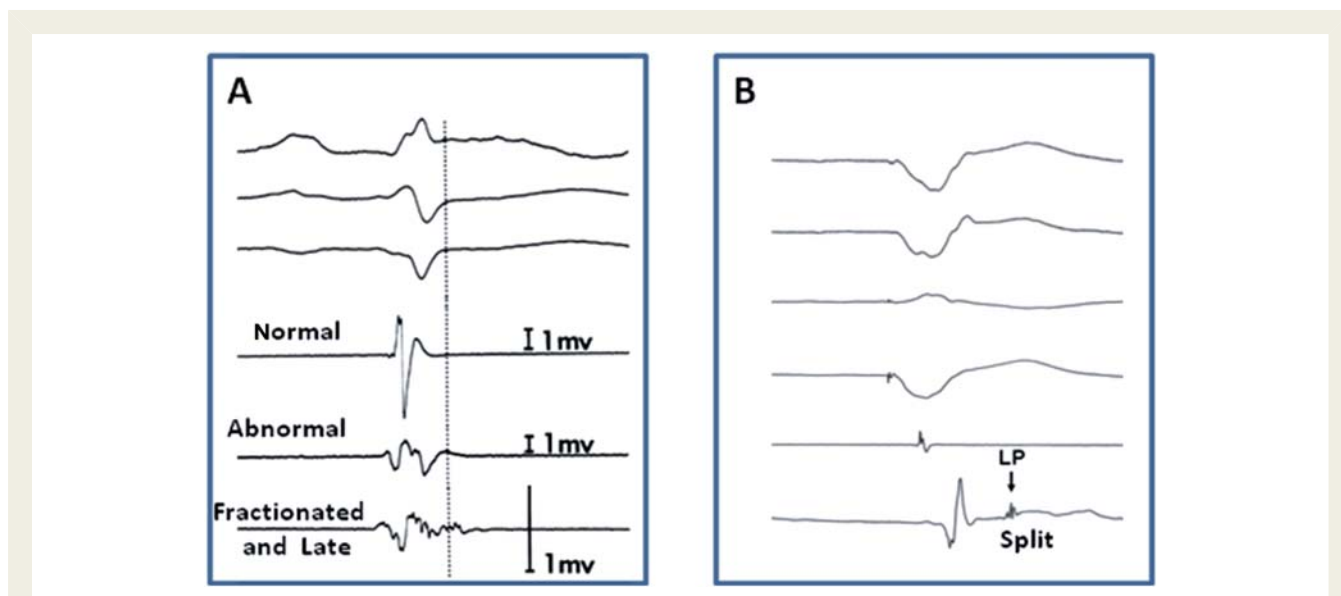 A
Normal
1mv
Abnormal
1mv
Fractionated
and Late
1mv
B
LP
Split